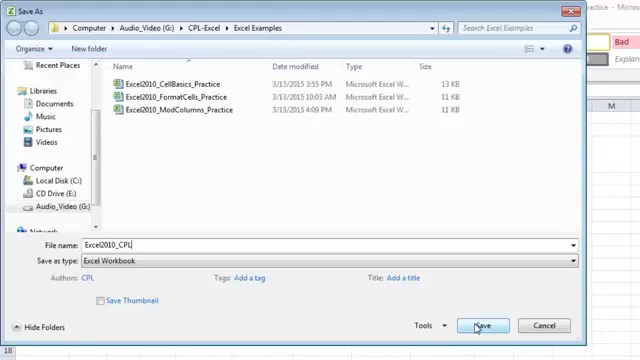 Save As
Practice - Micros
Computer ▸ Audio_Video (G:) ▸ CPL-Excel ▸ Excel Examples
Search Excel Examples
Organize
New folder
Bad
Explan
Name
Date modified
Type
Size
Recent Places
Excel2010_CellBasics_Practice 3/13/2015 3:55 PM Microsoft Excel W... 13 KB
Libraries
Excel2010_FormatCells_Practice 3/13/2015 10:03 AM Microsoft Excel W... 11 KB
Documents
Excel2010_ModColumns_Practice 3/13/2015 4:09 PM Microsoft Excel W... 11 KB
M
Music
Pictures
Videos
Computer
Local Disk (C:)
CD Drive (E:)
Audio_Video (G:)
Network
File name: Excel2010_CPL
Save as type: Excel Workbook
Authors: CPL
Tags: Add a tag
Title: Add a title
Save Thumbnail
Hide Folders
Tools
Save
Cancel
18